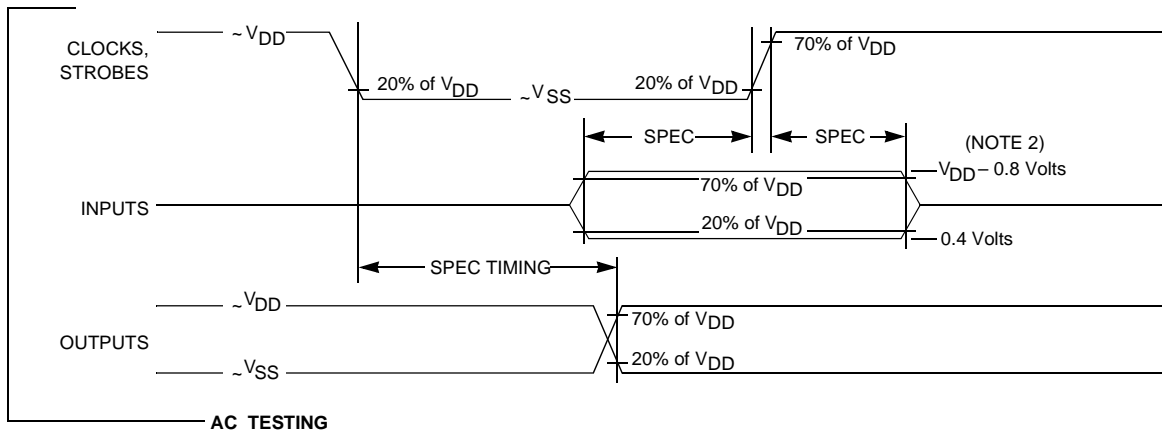 CLOCKS,
STROBES
~ VDD
20% of VDD
~ VSS
20% of VDD
70% of VDD
SPEC
SPEC
(NOTE 2)
VDD – 0.8 Volts
INPUTS
70% of VDD
20% of VDD
0.4 Volts
SPEC TIMING
OUTPUTS
~ VDD
70% of VDD
20% of VDD
~ VSS
AC TESTING